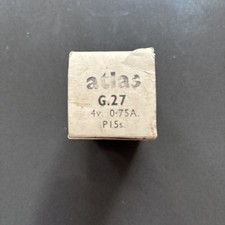 atlas
G.27
4v 0·75A.
P15s.